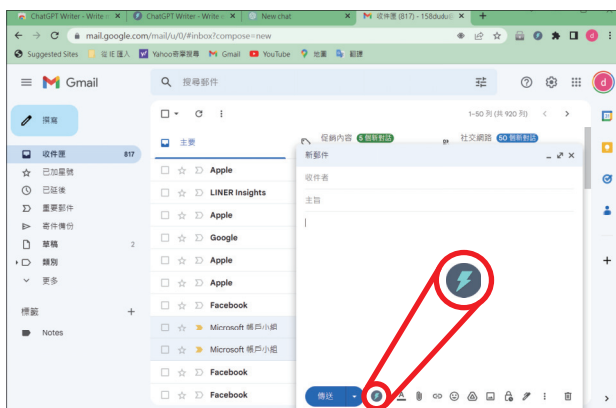 ChatGPT Writer - Write
ChatGPT Writer - Write
New chat
收件匣 (817) - 158dudu
mail.google.com/mail/u/0/#inbox?compose=new
Suggested Sites
Yahoo奇摩搜尋
Gmail
YouTube
地圖
翻譯
Gmail
搜尋郵件
d
撰寫
1-50 列 (共 920 列)
主要
促銷內容 5 個新對話
社交網路 50 個新對話
收件匣 817
已加星號
已延後
重要郵件
寄件備份
草稿 2
類別
更多
標籤
Notes
Apple
LINER Insights
Apple
Google
Apple
Apple
Facebook
Microsoft 帳戶小組
Microsoft 帳戶小組
Facebook
Facebook
新郵件
收件者
主旨
傳送